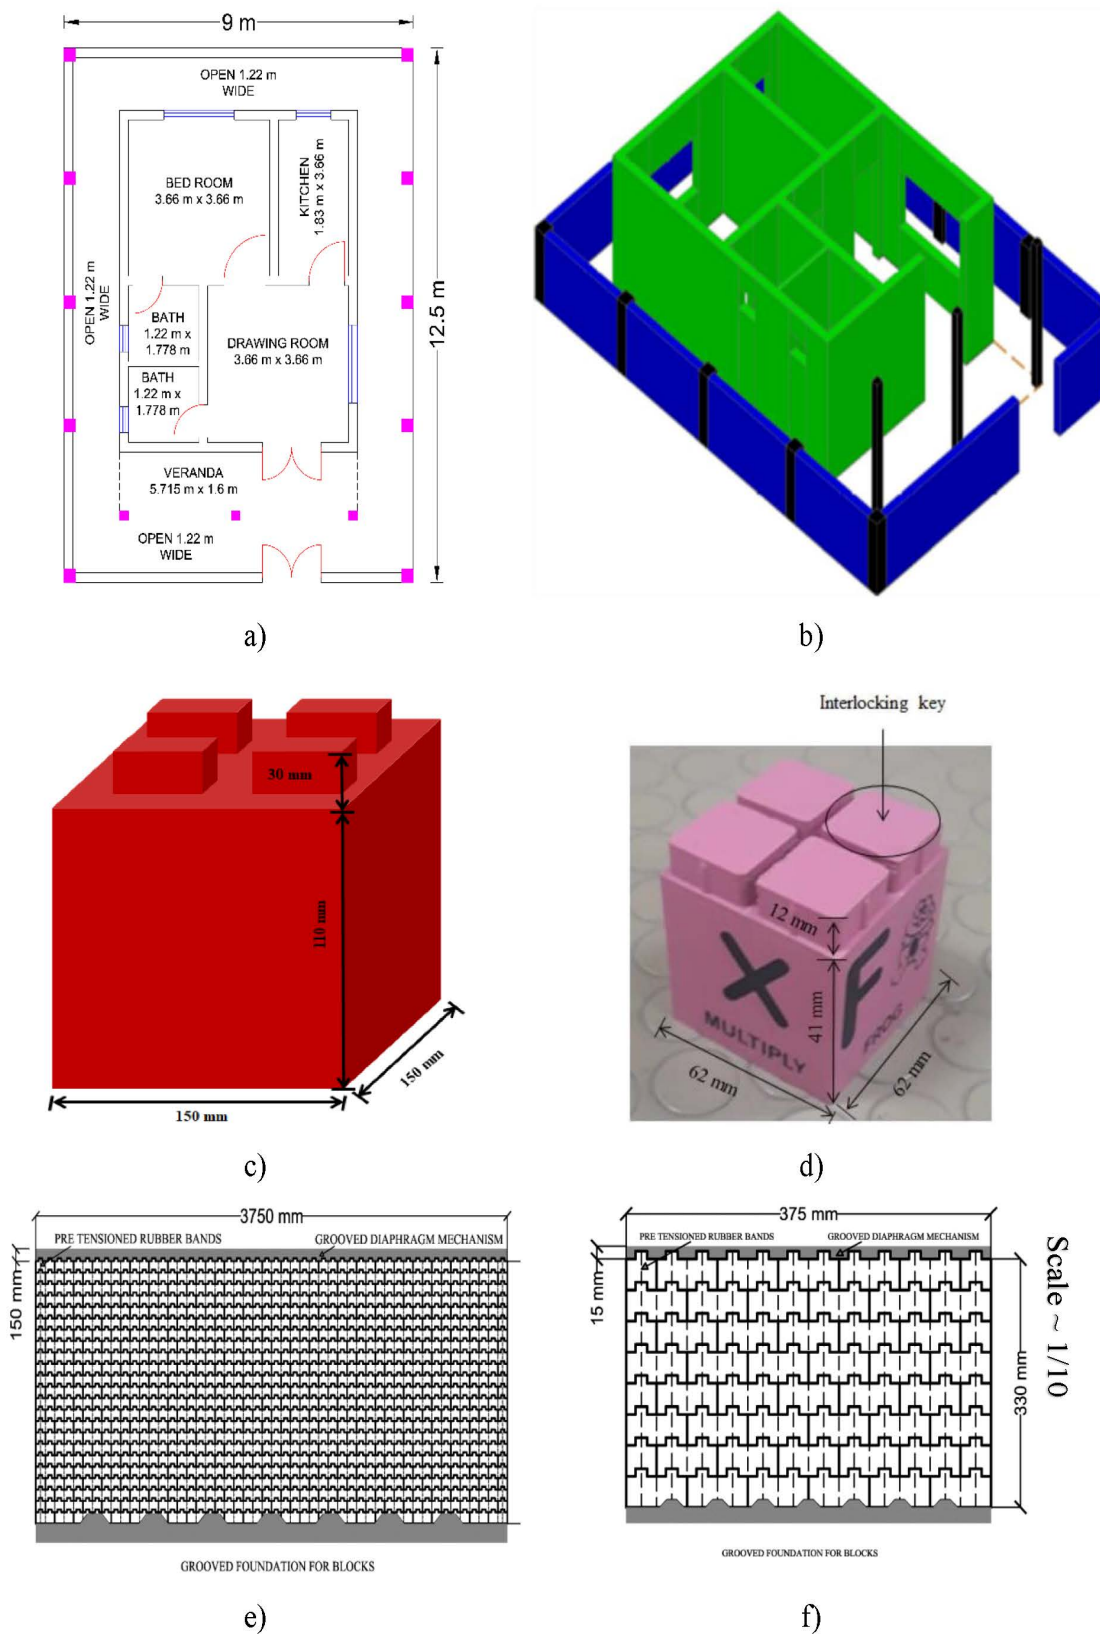 9 m
OPEN 1.22 m
WIDE
BED ROOM
3.66 m x 3.66 m
KITCHEN
1.83 m x 3.66 m
OPEN 1.22 m
WIDE
12.5 m
BATH
1.22 m x
1.778 m
DRAWING ROOM
3.66 m x 3.66 m
BATH
1.22 m x
1.778 m
VERANDA
5.715 m x 1.6 m
OPEN 1.22 m
WIDE
a)
b)
30 mm
110 mm
150 mm
150 mm
c)
Interlocking key
12 mm
41 mm
X
MULTIPLY
F
FROG
62 mm
62 mm
d)
3750 mm
PRE TENSIONED RUBBER BANDS
GROOVED DIAPHRAGM MECHANISM
150 mm
GROOVED FOUNDATION FOR BLOCKS
e)
375 mm
PRE TENSIONED RUBBER BANDS
GROOVED DIAPHRAGM MECHANISM
15 mm
330 mm
Scale ~ 1/10
GROOVED FOUNDATION FOR BLOCKS
f)